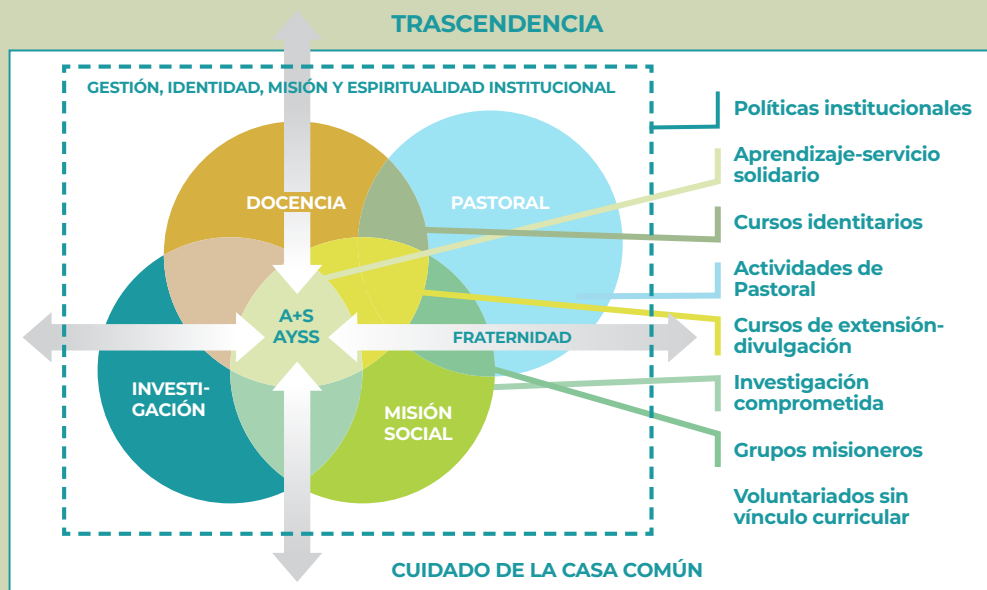 TRASCENDENCIA
GESTIÓN, IDENTIDAD, MISIÓN Y ESPIRITUALIDAD INSTITUCIONAL
DOCENCIA
PASTORAL
A+S
AYSS
FRATERNIDAD
INVESTI-
GACIÓN
MISIÓN
SOCIAL
Políticas institucionales
Aprendizaje-servicio
solidario
Cursos identitarios
Actividades de
Pastoral
Cursos de extensión-
divulgación
Investigación
comprometida
Grupos misioneros
Voluntariados sin
vínculo curricular
CUIDADO DE LA CASA COMÚN